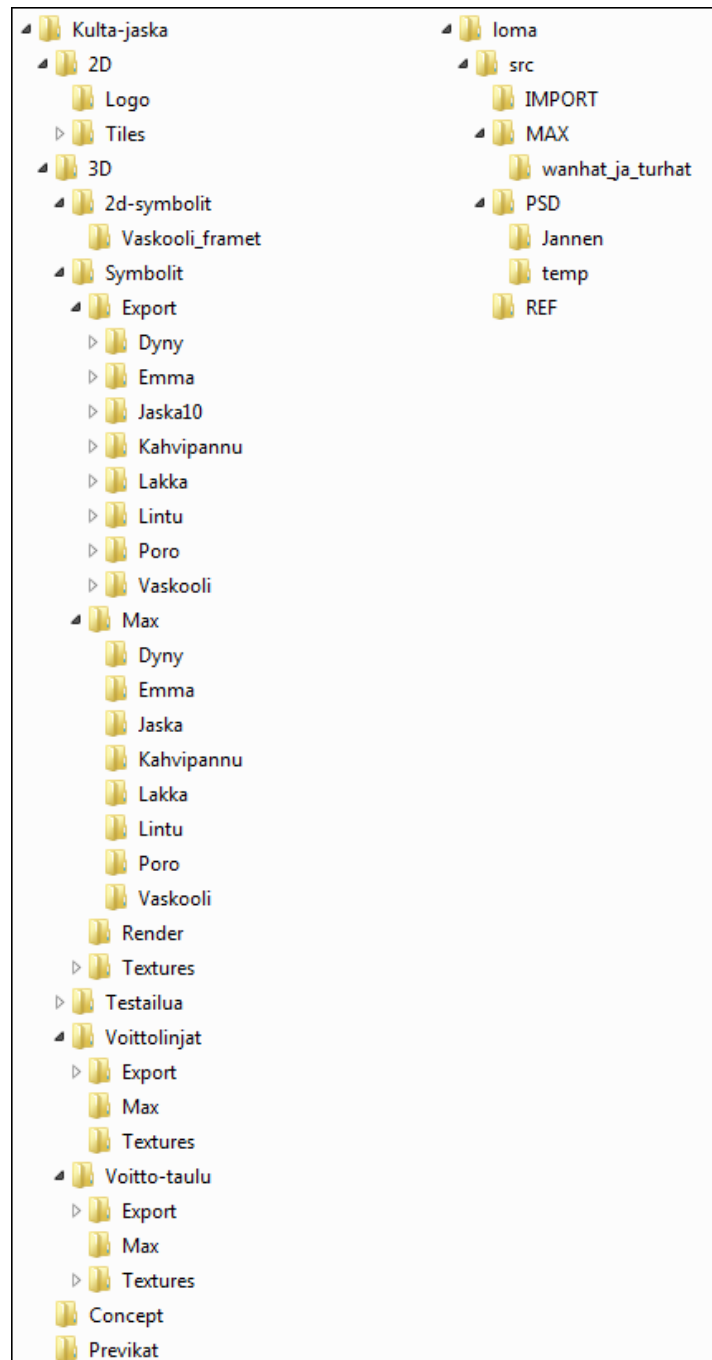 Kulta-jaska
2D
Logo
Tiles
3D
2d-symbolit
Vaskooli_framet
Symbolit
Export
Dyny
Emma
Jaska10
Kahvipannu
Lakka
Lintu
Poro
Vaskooli
Max
Dyny
Emma
Jaska
Kahvipannu
Lakka
Lintu
Poro
Vaskooli
Render
Textures
Testailua
Voittolinjat
Export
Max
Textures
Voitto-taulu
Export
Max
Textures
Concept
Previkat
loma
src
IMPORT
MAX
wanhat_ja_turhat
PSD
Jannen
temp
REF